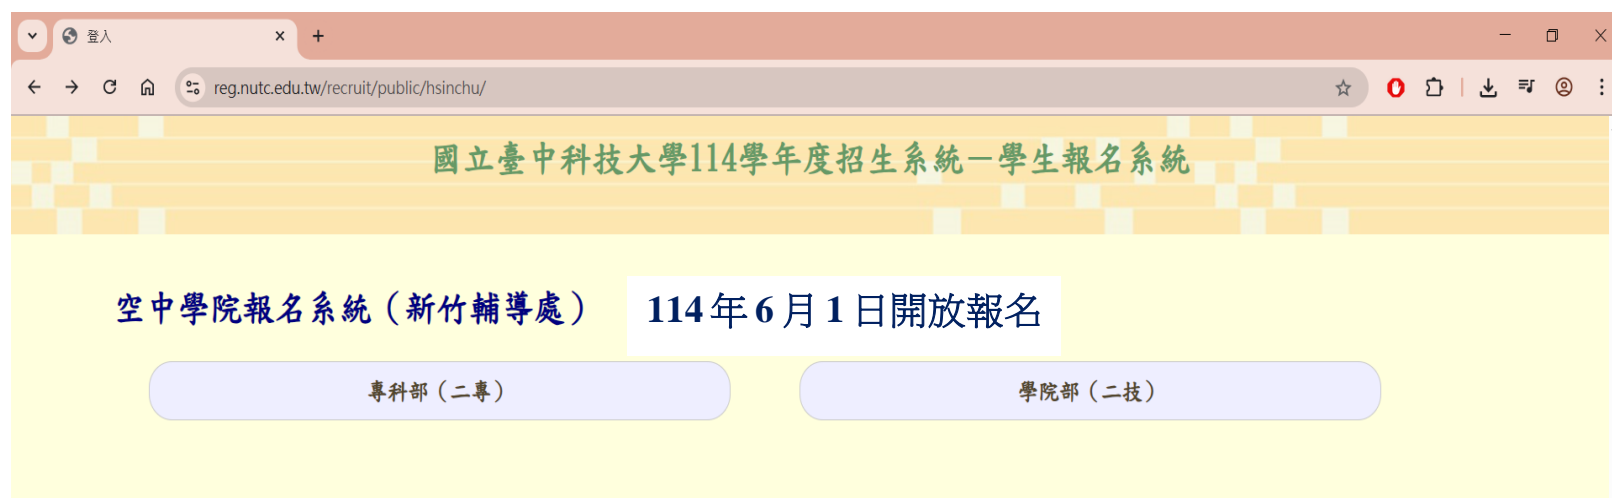 登入
reg.nutc.edu.tw/recruit/public/hsinchu/
國立臺中科技大學114學年度招生系統－學生報名系統
空中學院報名系統（新竹輔導處） 114年6月1日開放報名
專科部（二專） 學院部（二技）